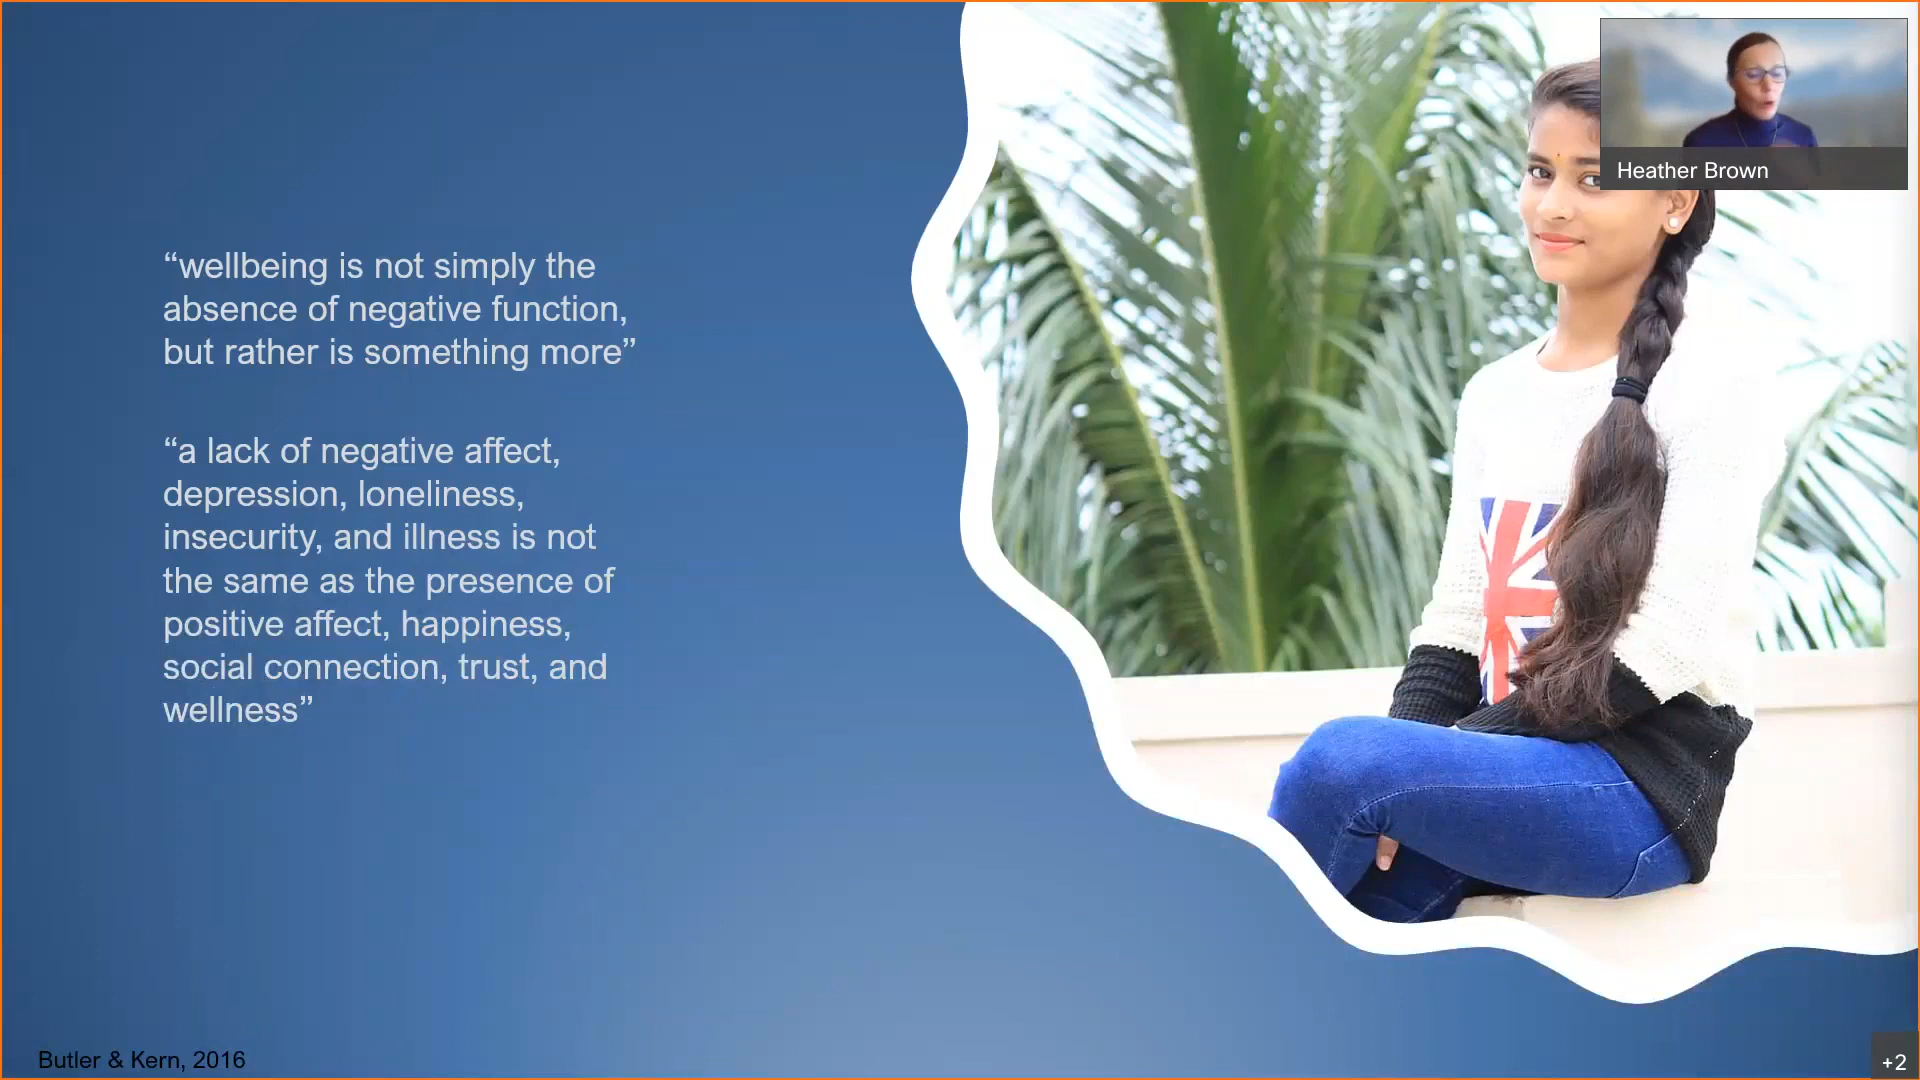 “wellbeing is not simply the
absence of negative function,
but rather is something more”
“a lack of negative affect,
depression, loneliness,
insecurity, and illness is not
the same as the presence of
positive affect, happiness,
social connection, trust, and
wellness”
Butler & Kern, 2016
Heather Brown
+2